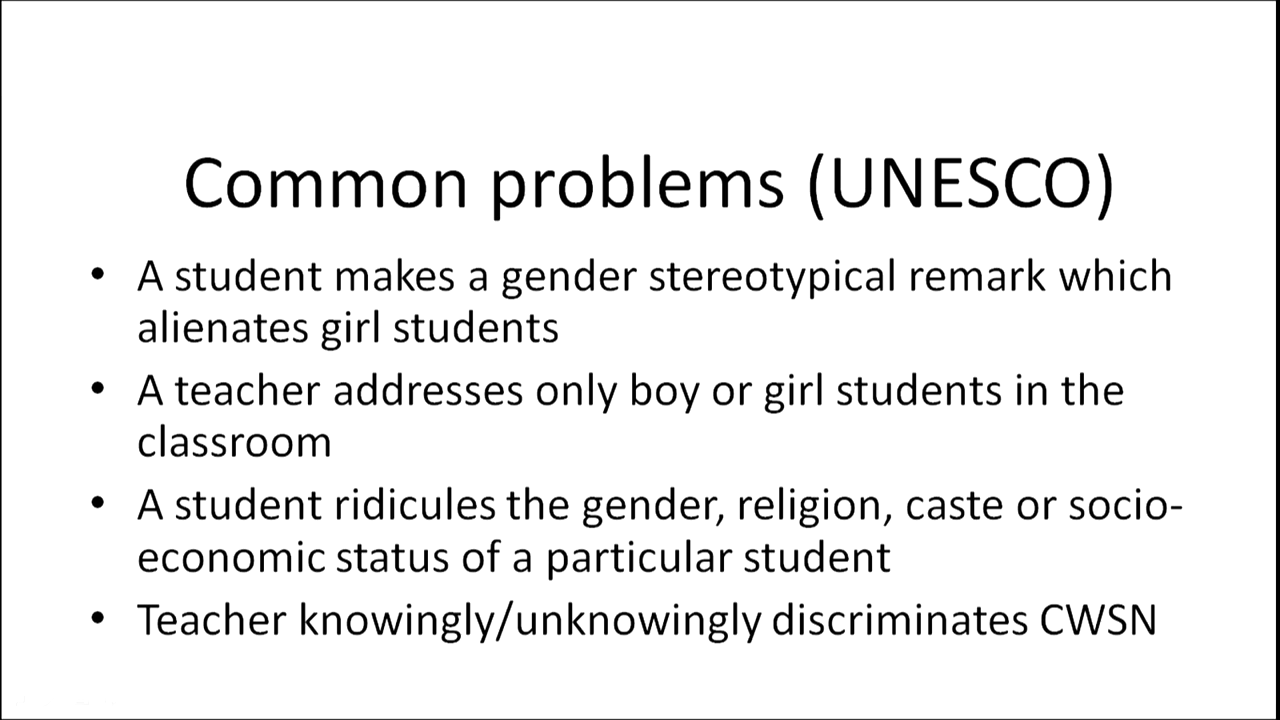 Common problems (UNESCO)
• A student makes a gender stereotypical remark which
alienates girl students
• A teacher addresses only boy or girl students in the
classroom
• A student ridicules the gender, religion, caste or socio-
economic status of a particular student
• Teacher knowingly/unknowingly discriminates CWSN